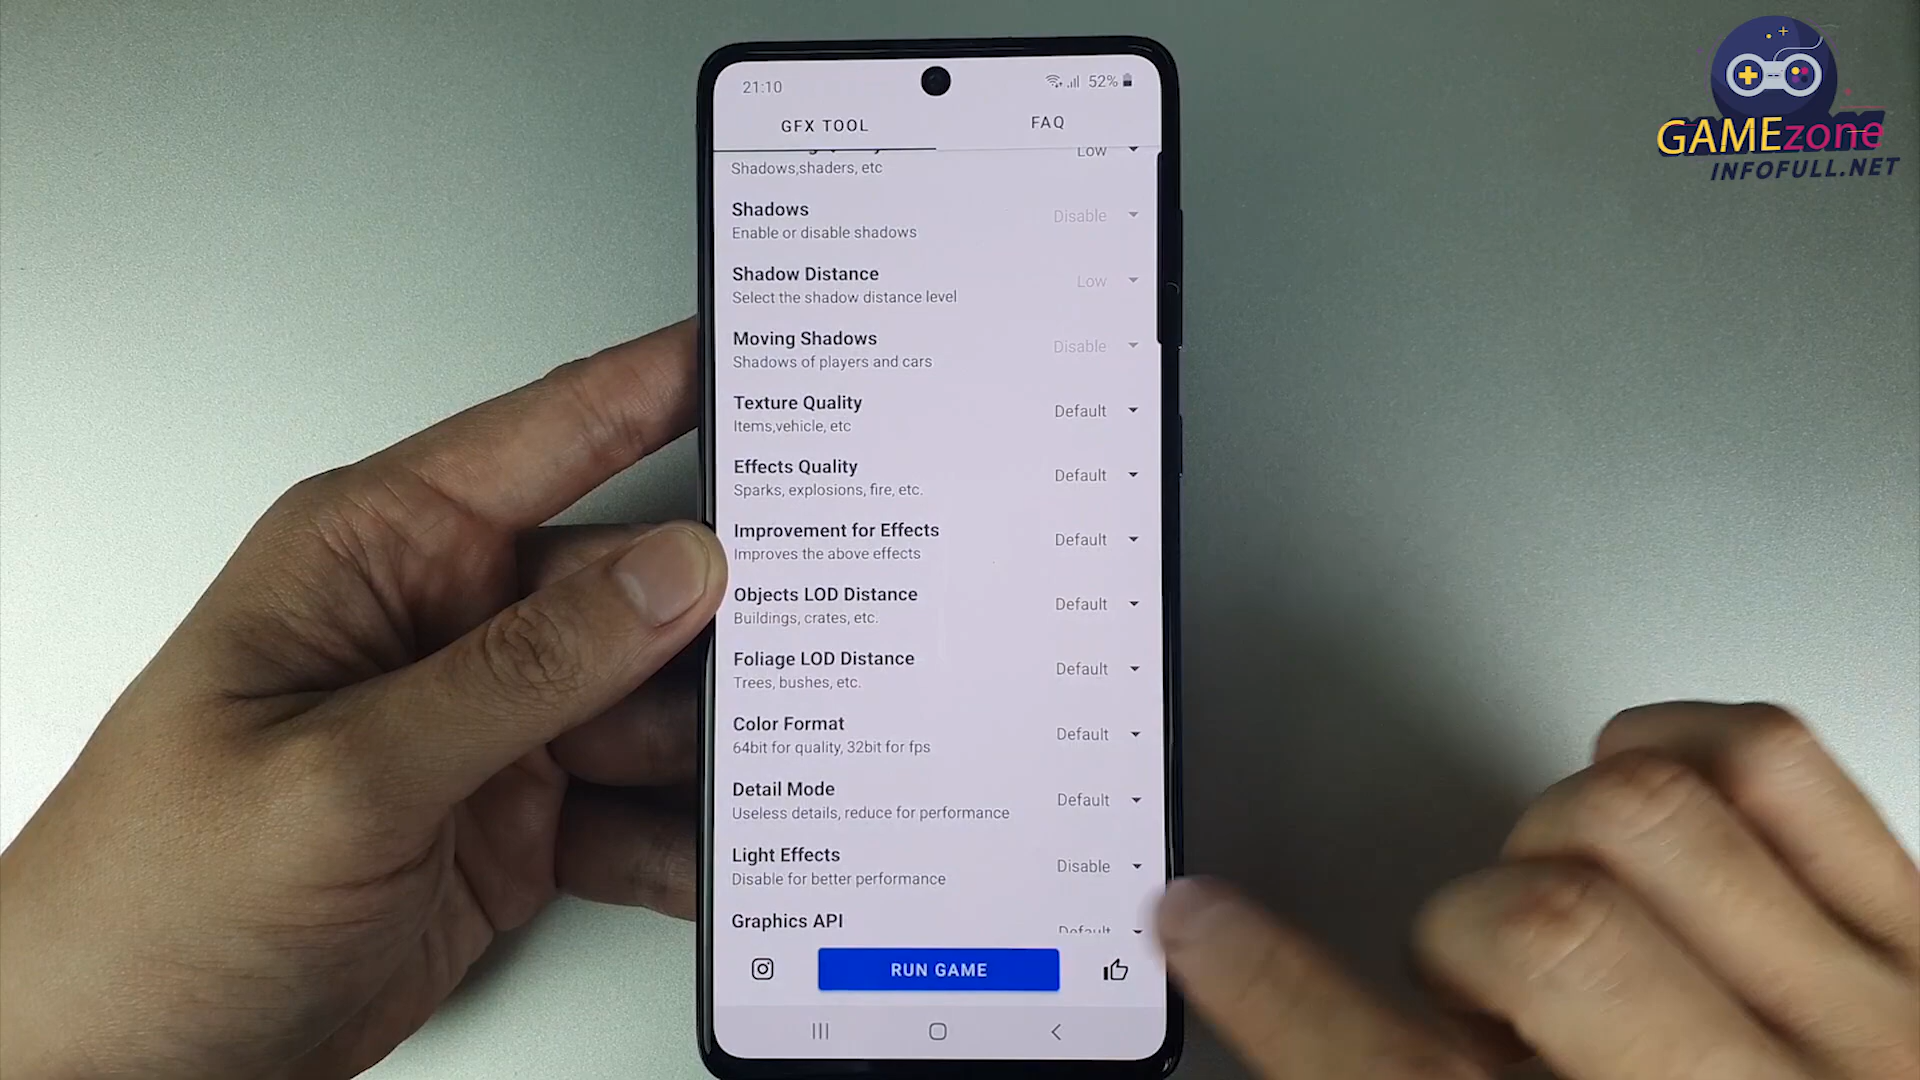 21:10
52%
GFX TOOL
FAQ
Low
Shadows,shaders, etc
Shadows
Disable
Enable or disable shadows
Shadow Distance
Low
Select the shadow distance level
Moving Shadows
Disable
Shadows of players and cars
Texture Quality
Default
Items,vehicle, etc
Effects Quality
Default
Sparks, explosions, fire, etc.
Improvement for Effects
Default
Improves the above effects
Objects LOD Distance
Default
Buildings, crates, etc.
Foliage LOD Distance
Default
Trees, bushes, etc.
Color Format
Default
64bit for quality, 32bit for fps
Detail Mode
Default
Useless details, reduce for performance
Light Effects
Disable
Disable for better performance
Graphics API
Default
RUN GAME
GAMEzone
INFOFULL.NET